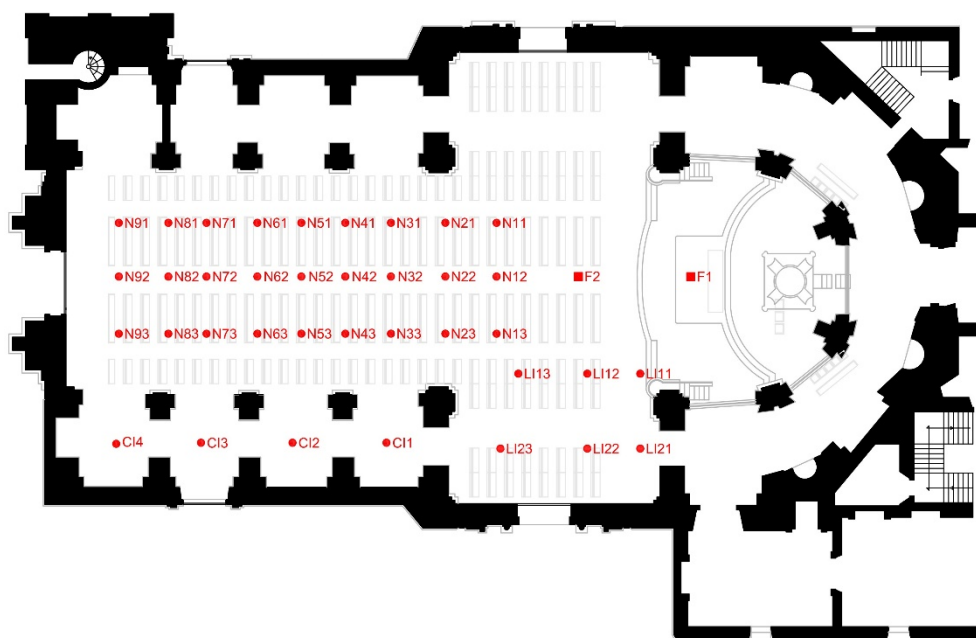 N91 N81 N71 N61 N51 N41 N31 N21 N11
N92 N82 N72 N62 N52 N42 N32 N22 N12 F2 F1
N93 N83 N73 N63 N53 N43 N33 N23 N13
LI13 LI12 LI11
CI4 CI3 CI2 CI1
LI23 LI22 LI21